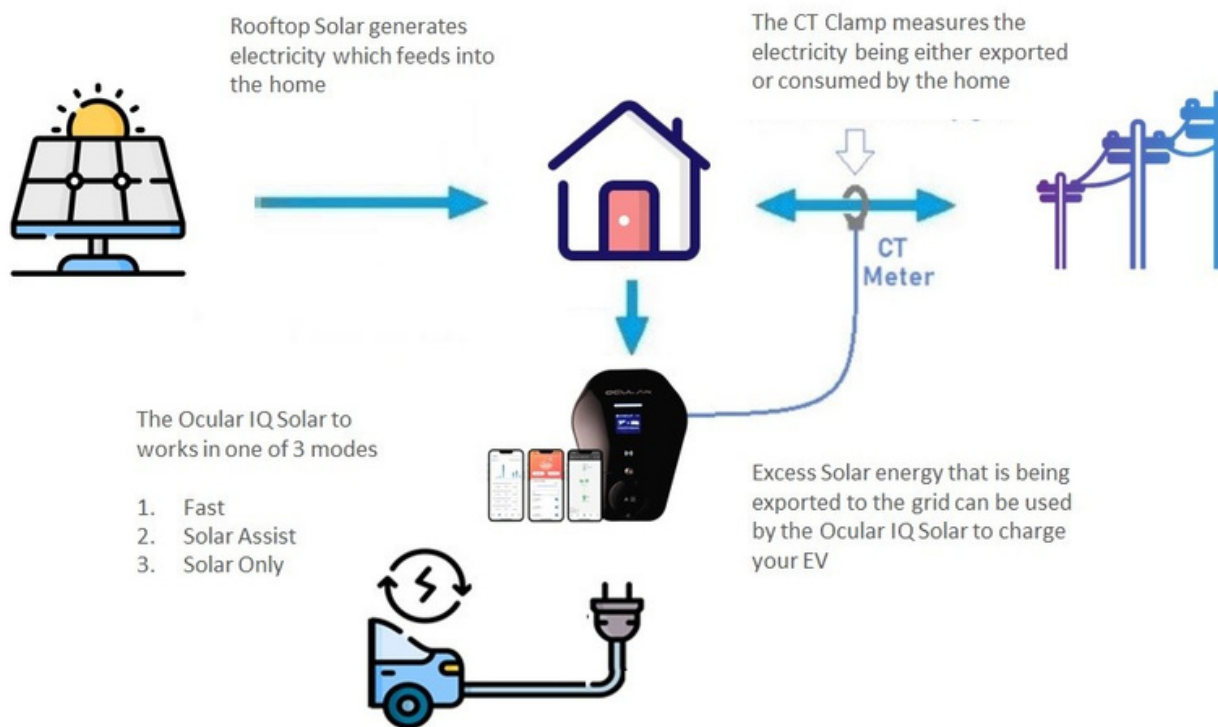 Rooftop Solar generates
electricity which feeds into
the home
The CT Clamp measures the
electricity being either exported
or consumed by the home
CT
Meter
OCULAR
The Ocular IQ Solar to
works in one of 3 modes
1. Fast
2. Solar Assist
3. Solar Only
Excess Solar energy that is being
exported to the grid can be used
by the Ocular IQ Solar to charge
your EV